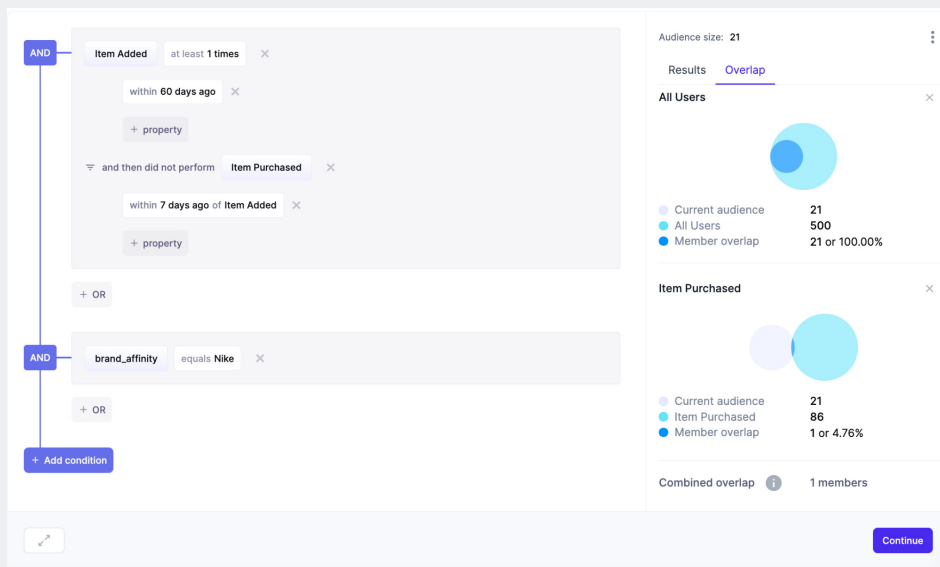 AND
Item Added at least 1 times
within 60 days ago
+ property
and then did not perform Item Purchased
within 7 days ago of Item Added
+ property
+ OR
AND
brand_affinity equals Nike
+ OR
+ Add condition
Audience size: 21
Results Overlap
All Users
Current audience 21
All Users 500
Member overlap 21 or 100.00%
Item Purchased
Current audience 21
Item Purchased 86
Member overlap 1 or 4.76%
Combined overlap i 1 members
Continue